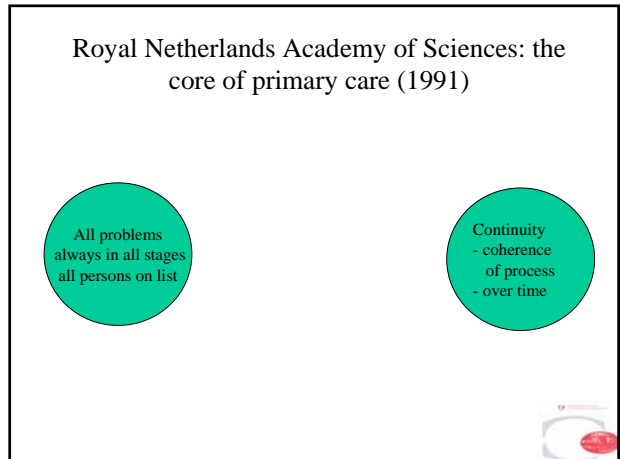 Royal Netherlands Academy of Sciences: the
core of primary care (1991)
All problems
always in all stages
all persons on list
Continuity
- coherence
of process
- over time